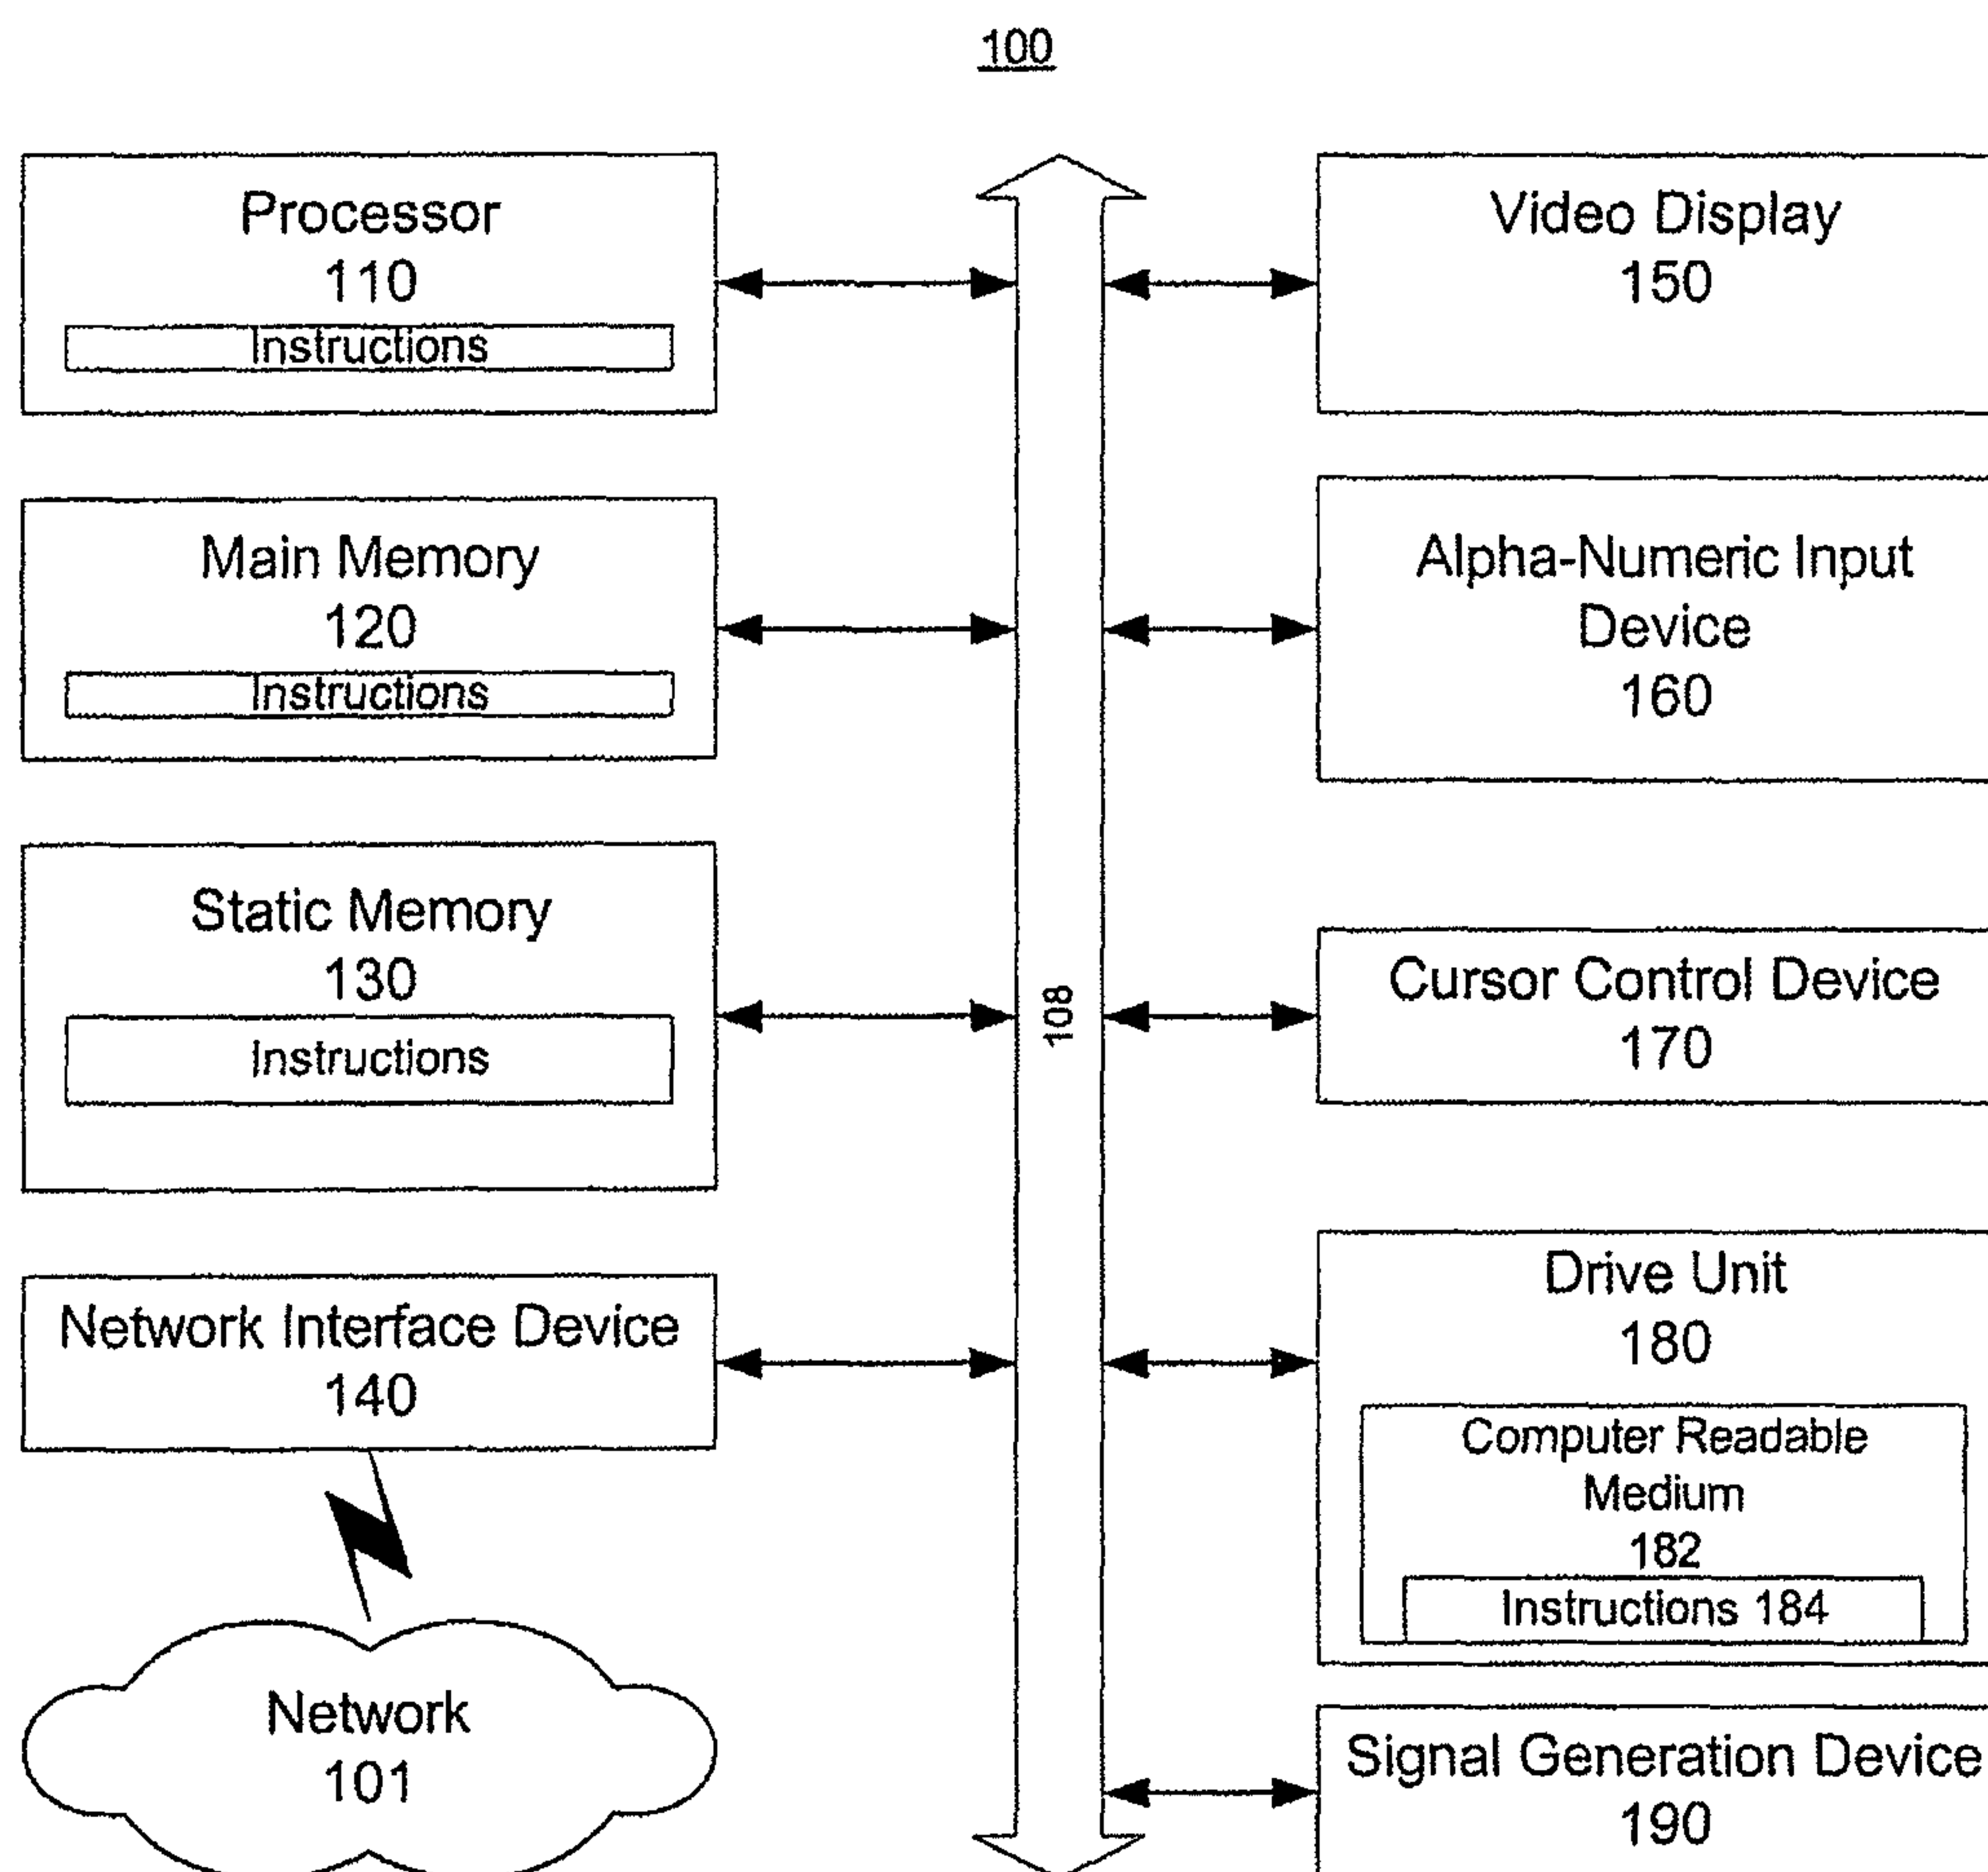 100
Processor
110
Instructions
Main Memory
120
Instructions
Static Memory
130
Instructions
Network Interface Device
140
Network
101
108
Video Display
150
Alpha-Numeric Input
Device
160
Cursor Control Device
170
Drive Unit
180
Computer Readable
Medium
182
Instructions 184
Signal Generation Device
190